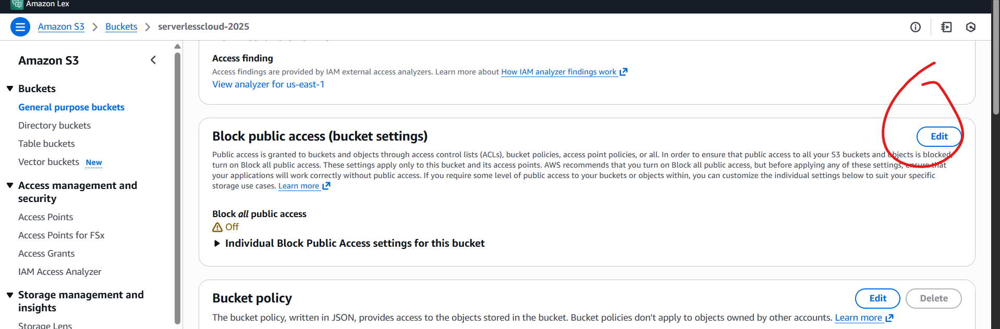 Amazon Lex
Amazon S3 > Buckets > serverlesscloud-2025
Amazon S3
Buckets
General purpose buckets
Directory buckets
Table buckets
Vector buckets New
Access management and
security
Access Points
Access Points for FSx
Access Grants
IAM Access Analyzer
Storage management and
insights
Storage Lens
Access finding
Access findings are provided by IAM external access analyzers. Learn more about How IAM analyzer findings work
View analyzer for us-east-1
Block public access (bucket settings)
Edit
Public access is granted to buckets and objects through access control lists (ACLs), bucket policies, access point policies, or all. In order to ensure that public access to all your S3 buckets and objects is blocked,
turn on Block all public access. These settings apply only to this bucket and its access points. AWS recommends that you turn on Block all public access, but before applying any of these settings, ensure that
your applications will work correctly without public access. If you require some level of public access to your buckets or objects within, you can customize the individual settings below to suit your specific
storage use cases. Learn more
Block all public access
Off
Individual Block Public Access settings for this bucket
Bucket policy
Edit
Delete
The bucket policy, written in JSON, provides access to the objects stored in the bucket. Bucket policies don't apply to objects owned by other accounts. Learn more